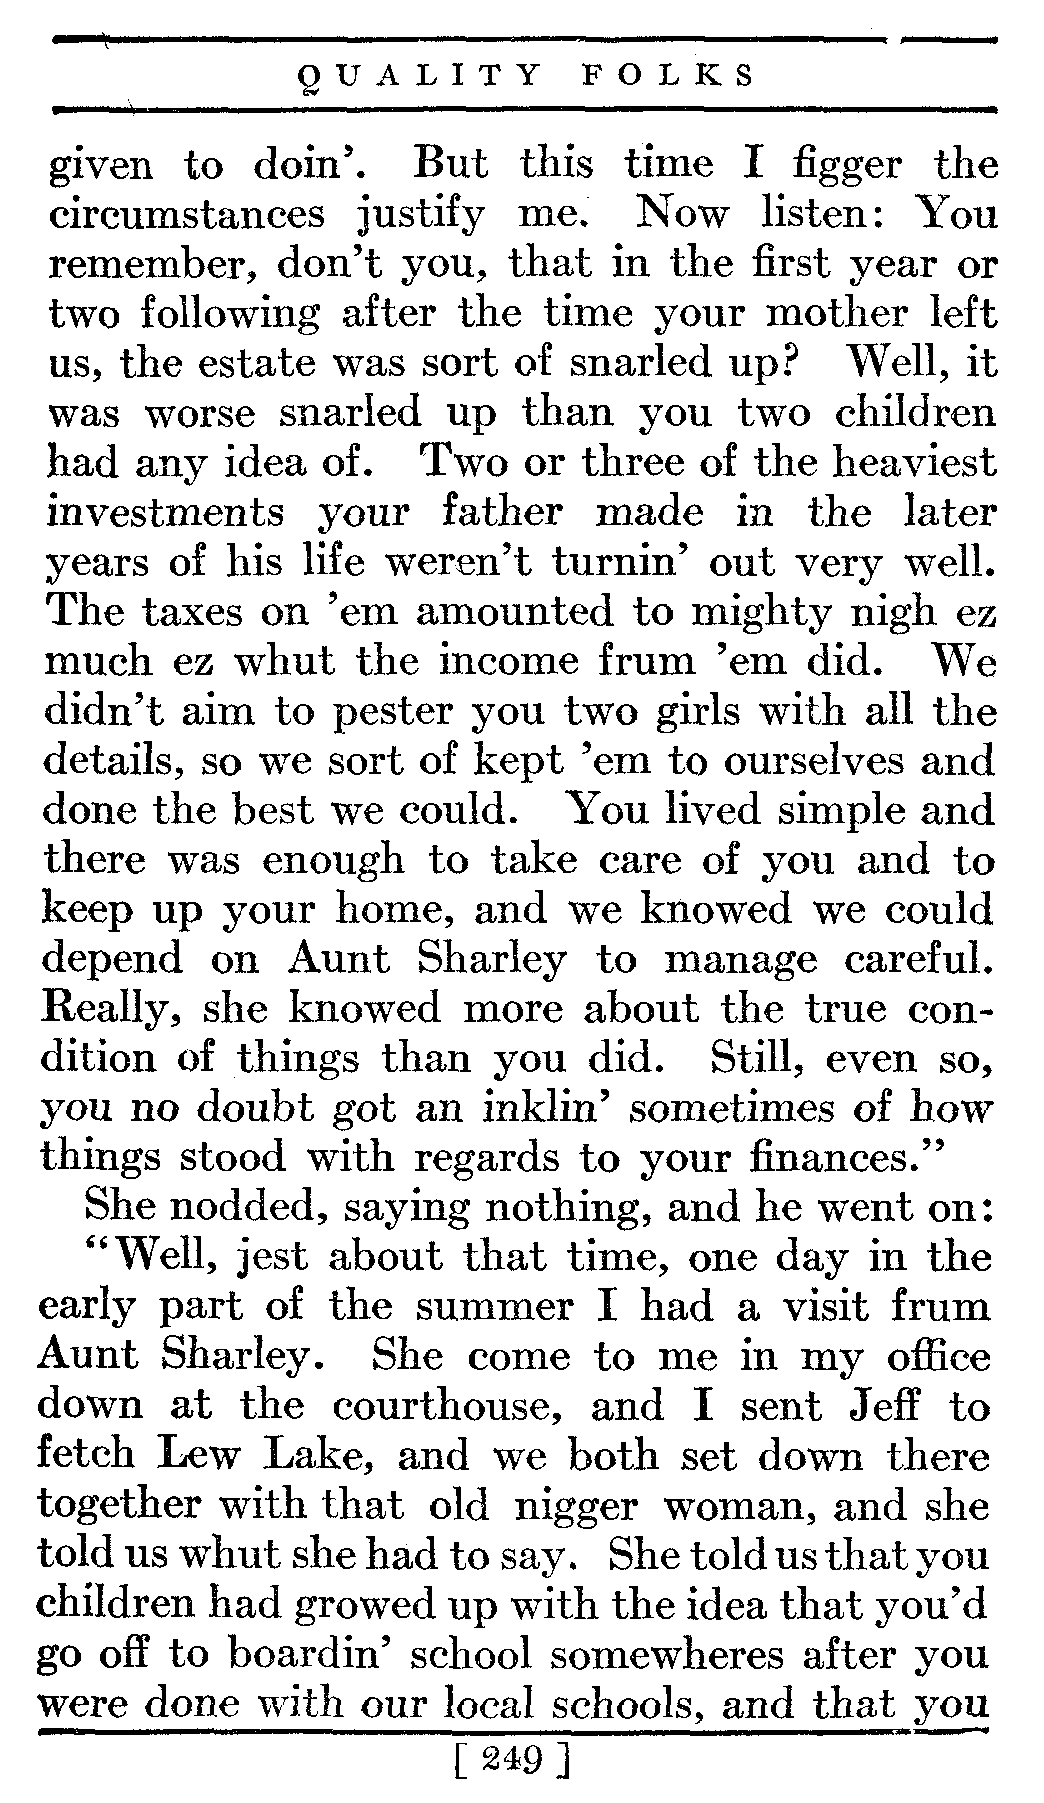 QUALITY FOLKS
given to doin’. But this time I figger the
circumstances justify me. Now listen: You
remember, don’t you, that in the first year or
two following after the time your mother left
us, the estate was sort of snarled up? Well, it
was worse snarled up than you two children
had any idea of. Two or three of the heaviest
investments your father made in the later
years of his life weren’t turnin’ out very well.
The taxes on ’em amounted to mighty nigh ez
much ez whut the income frum ’em did. We
didn’t aim to pester you two girls with all the
details, so we sort of kept ’em to ourselves and
done the best we could. You lived simple and
there was enough to take care of you and to
keep up your home, and we knowed we could
depend on Aunt Sharley to manage careful.
Really, she knowed more about the true con-
dition of things than you did. Still, even so,
you no doubt got an inklin’ sometimes of how
things stood with regards to your finances.”
She nodded, saying nothing, and he went on:
“Well, jest about that time, one day in the
early part of the summer I had a visit frum
Aunt Sharley. She come to me in my office
down at the courthouse, and I sent Jeff to
fetch Lew Lake, and we both set down there
together with that old nigger woman, and she
told us whut she had to say. She told us that you
children had growed up with the idea that you’d
go off to boardin’ school somewheres after you
were done with our local schools, and that you
[ 249 ]